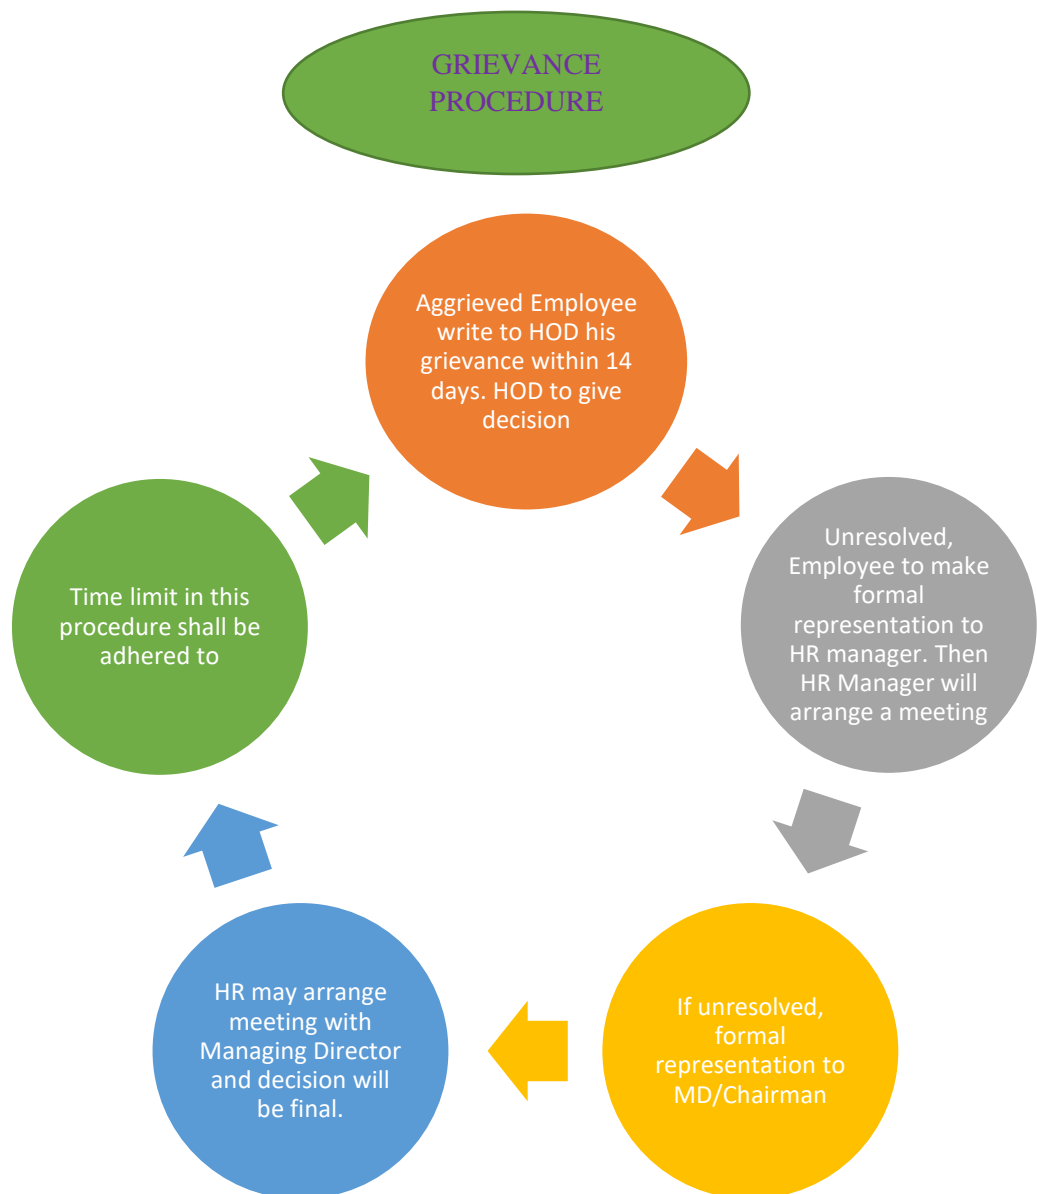 GRIEVANCE
PROCEDURE
Aggrieved Employee
write to HOD his
grievance within 14
days. HOD to give
decision
Unresolved,
Employee to make
formal
representation to
HR manager. Then
HR Manager will
arrange a meeting
If unresolved,
formal
representation to
MD/Chairman
HR may arrange
meeting with
Managing Director
and decision will
be final.
Time limit in this
procedure shall be
adhered to